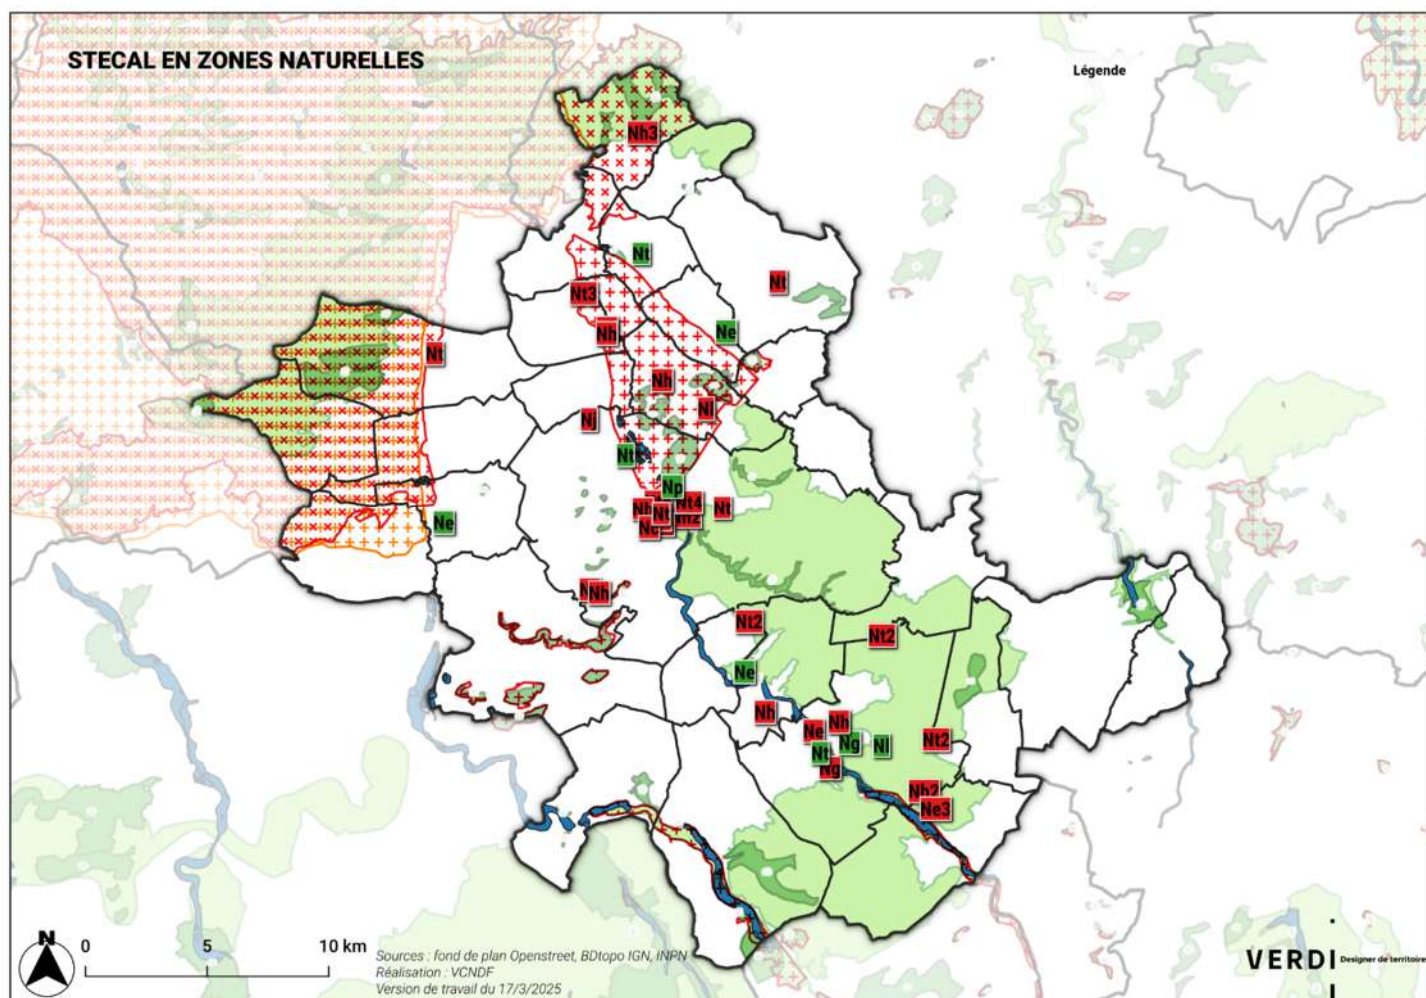 STECAL EN ZONES NATURELLES
Légende
Nh3
Nt
Nt
Nt3
Nh
Ne
Nt
Nh
Nl
Nj
Nt
Np
Nt4
Nt
Nt
Ne
Ne
Nh
Nt2
Nt2
Ne
Nh
Nh
Ne
Ng
Nl
Nt2
Nt
Ng
Nh2
Ne3
N
0 5 10 km
Sources : fond de plan Openstreet, BDtopo IGN, INPN
Réalisation : VCNDF
Version de travail du 17/3/2025
VERDI Designer de territoire